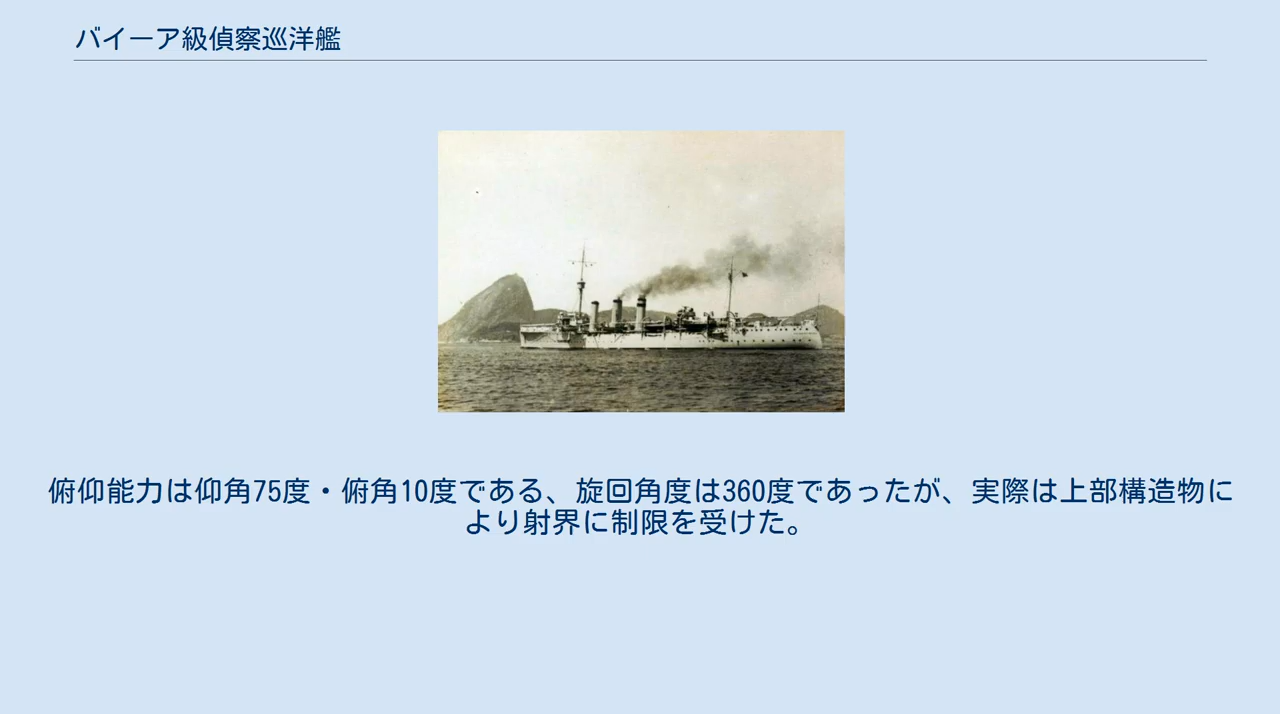 バイーア級偵察巡洋艦
俯仰能力は仰角75度・俯角10度である、旋回角度は360度であったが、実際は上部構造物に
より射界に制限を受けた。